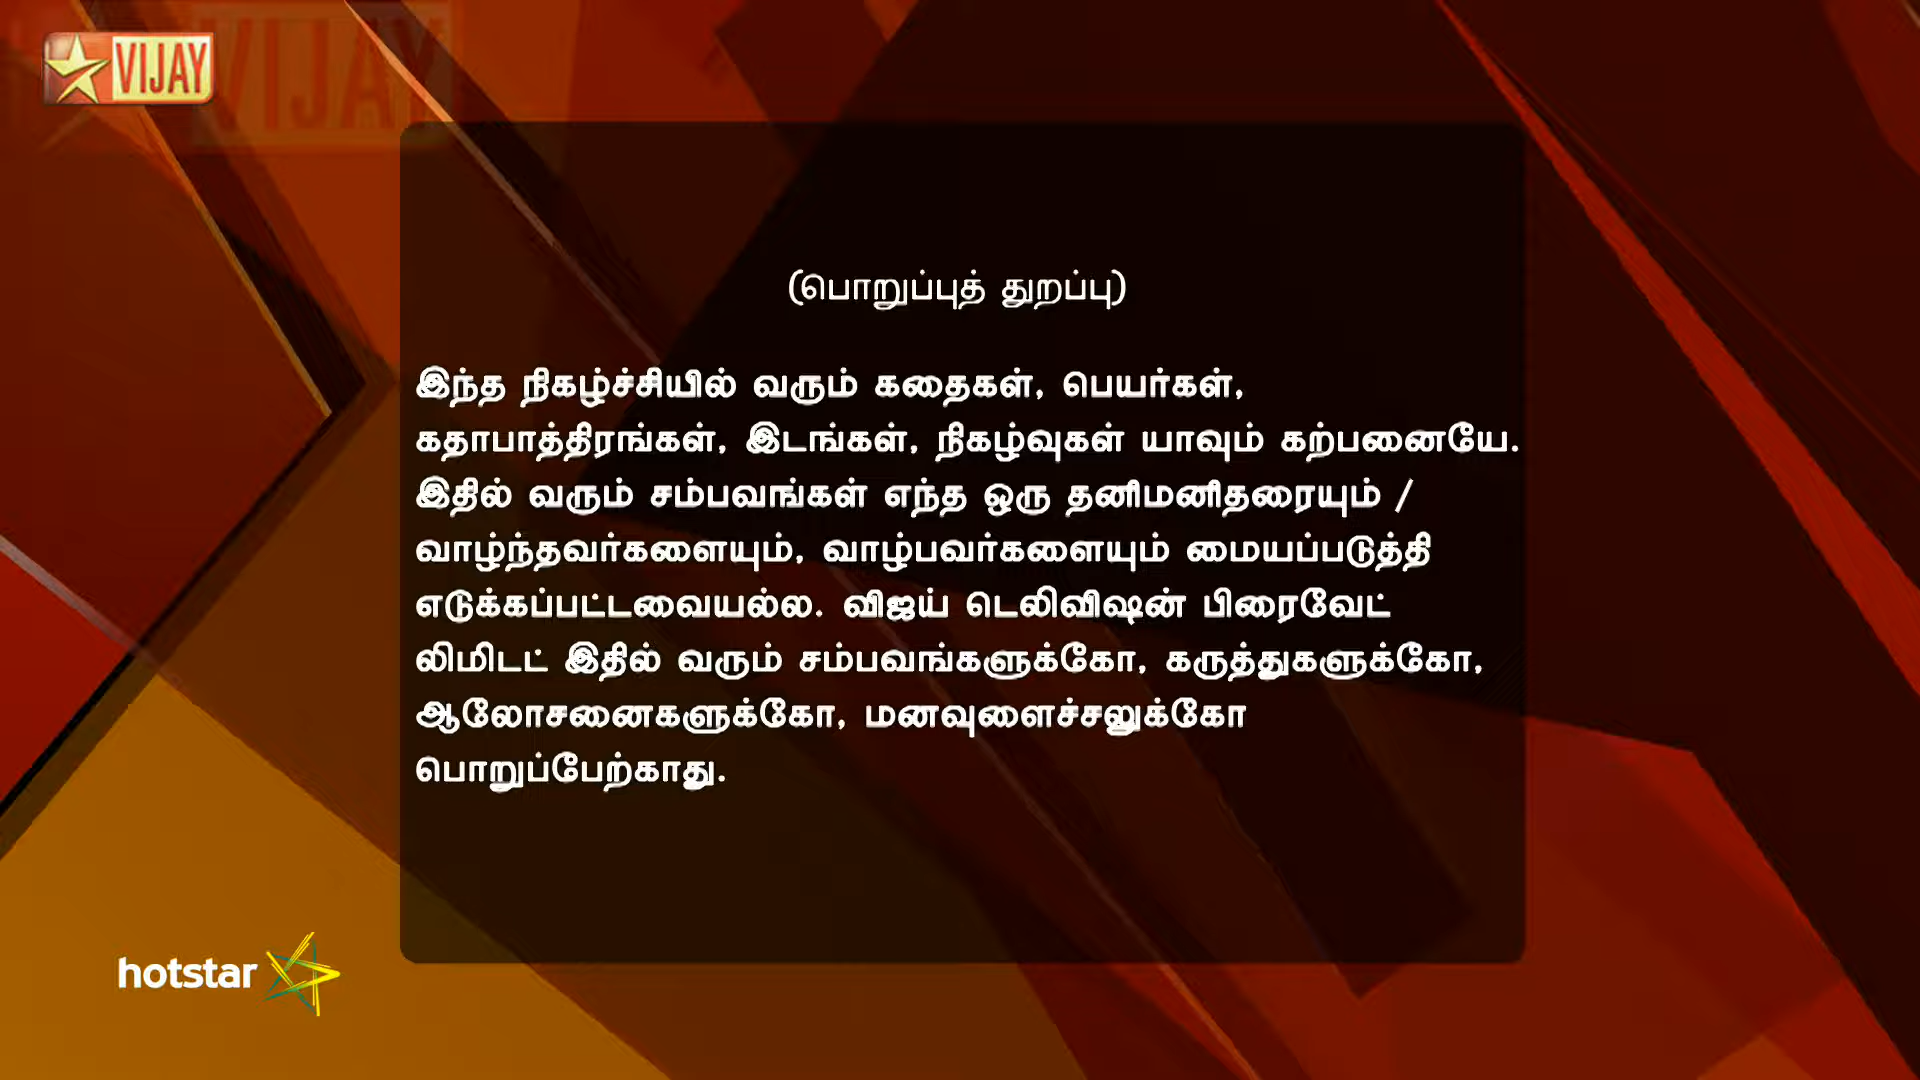 VIJAY
VIJAY
(பொறுப்புத் துறப்பு)
இந்த நிகழ்ச்சியில் வரும் கதைகள், பெயர்கள்,
கதாபாத்திரங்கள், இடங்கள், நிகழ்வுகள் யாவும் கற்பனையே.
இதில் வரும் சம்பவங்கள் எந்த ஒரு தனிமனிதரையும் /
வாழ்ந்தவர்களையும், வாழ்பவர்களையும் மையப்படுத்தி
எடுக்கப்பட்டவையல்ல. விஜய் டெலிவிஷன் பிரைவேட்
லிமிடட் இதில் வரும் சம்பவங்களுக்கோ, கருத்துகளுக்கோ,
ஆலோசனைகளுக்கோ, மனவுளைச்சலுக்கோ
பொறுப்பேற்காது.
hotstar